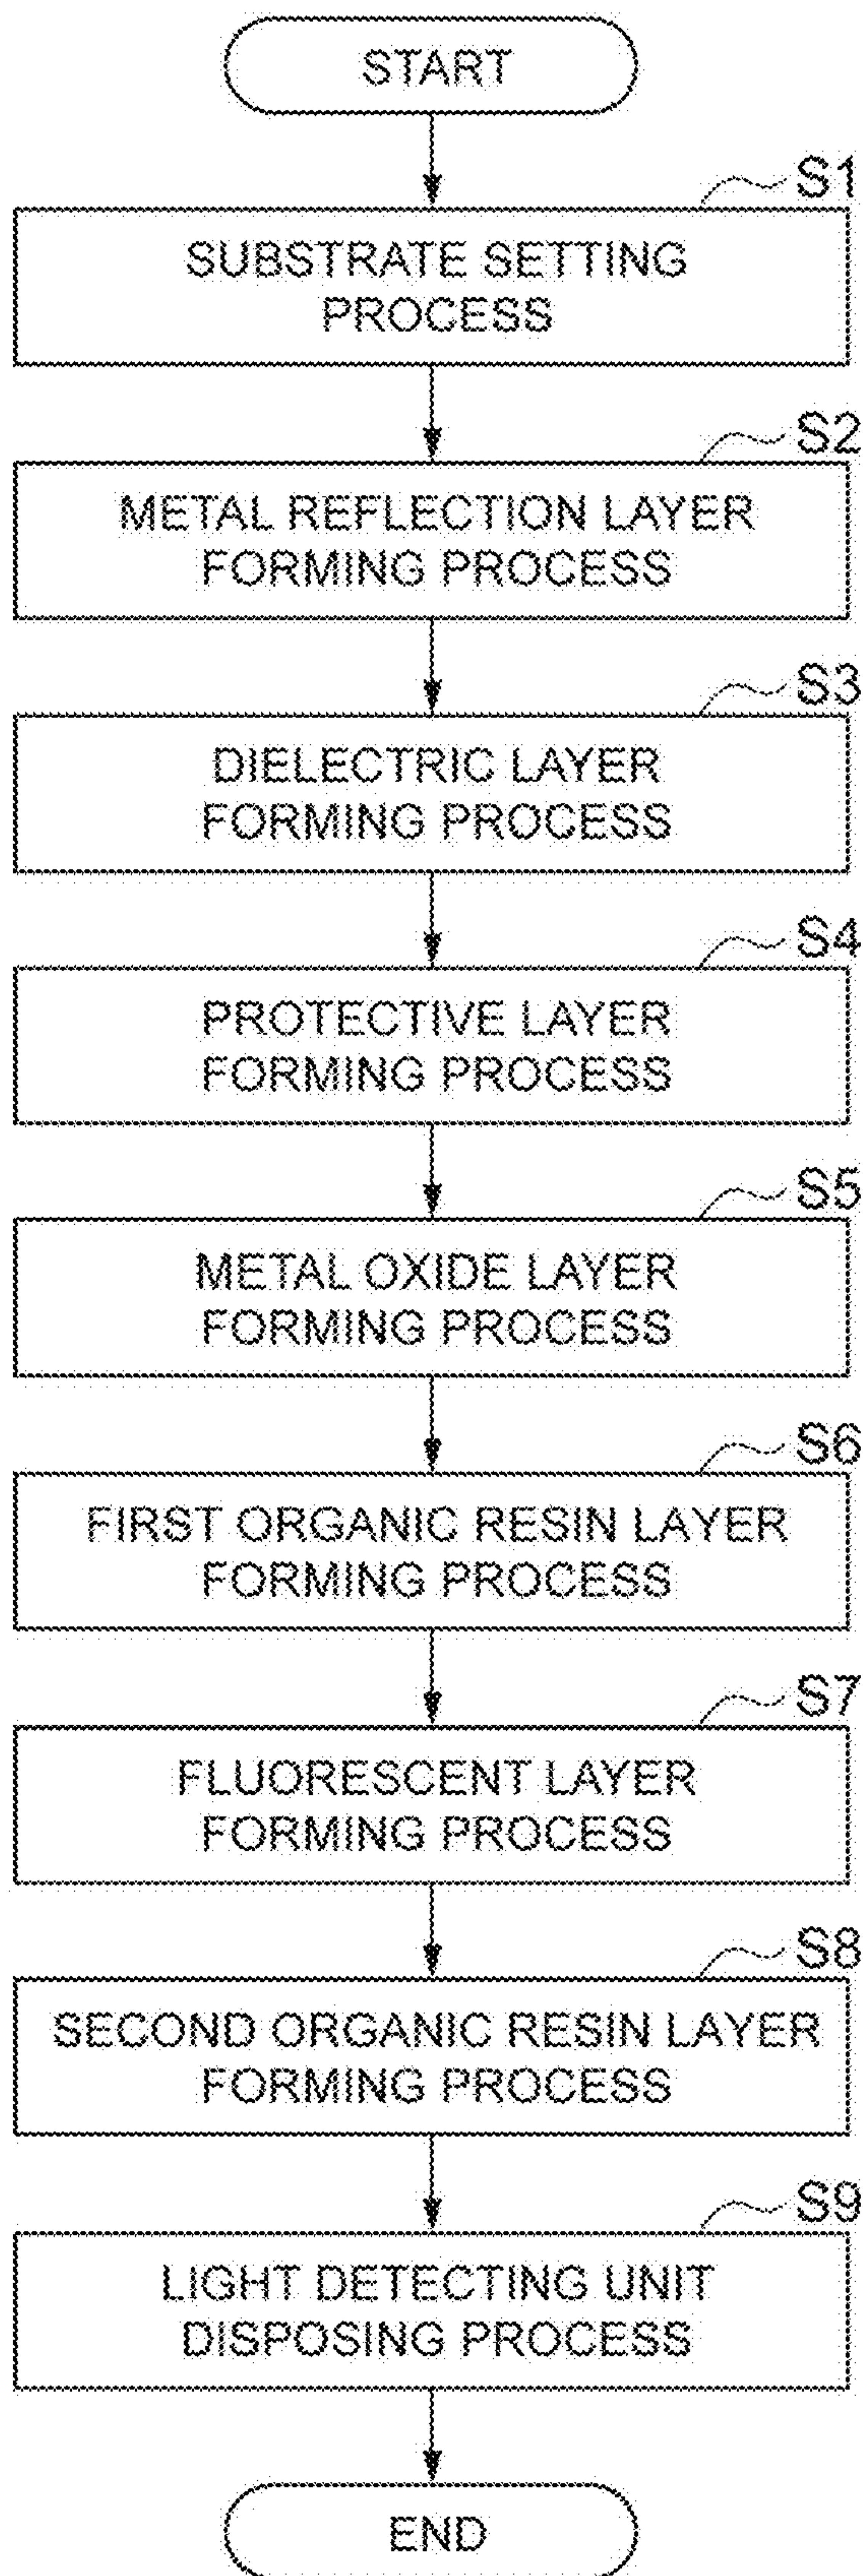 START
S1
SUBSTRATE SETTING
PROCESS
S2
METAL REFLECTION LAYER
FORMING PROCESS
S3
DIELECTRIC LAYER
FORMING PROCESS
S4
PROTECTIVE LAYER
FORMING PROCESS
S5
METAL OXIDE LAYER
FORMING PROCESS
S6
FIRST ORGANIC RESIN LAYER
FORMING PROCESS
S7
FLUORESCENT LAYER
FORMING PROCESS
S8
SECOND ORGANIC RESIN LAYER
FORMING PROCESS
S9
LIGHT DETECTING UNIT
DISPOSING PROCESS
END